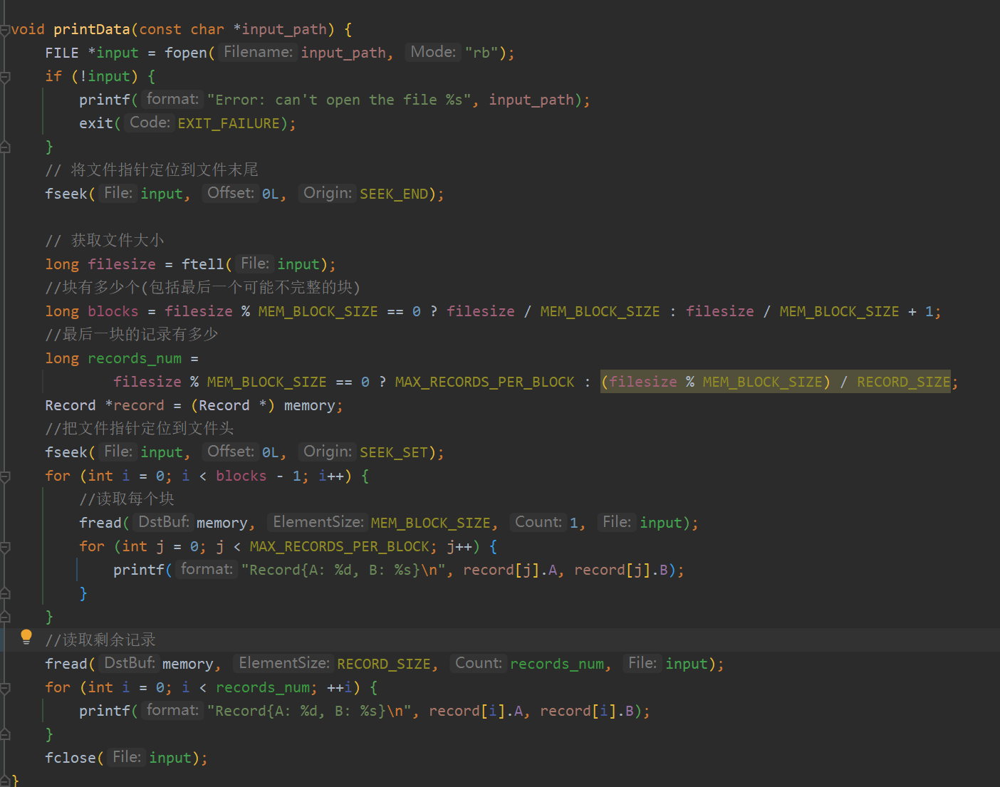 void printData(const char *input_path) {
    FILE *input = fopen( Filename: input_path, Mode: "rb");
    if (!input) {
        printf( format: "Error: can't open the file %s", input_path);
        exit( Code: EXIT_FAILURE);
    }
    // 将文件指针定位到文件末尾
    fseek( File: input, Offset: 0L, Origin: SEEK_END);
    // 获取文件大小
    long filesize = ftell( File: input);
    //块有多少个(包括最后一个可能不完整的块)
    long blocks = filesize % MEM_BLOCK_SIZE == 0 ? filesize / MEM_BLOCK_SIZE : filesize / MEM_BLOCK_SIZE + 1;
    //最后一块的记录有多少
    long records_num =
            filesize % MEM_BLOCK_SIZE == 0 ? MAX_RECORDS_PER_BLOCK : (filesize % MEM_BLOCK_SIZE) / RECORD_SIZE;
    Record *record = (Record *) memory;
    //把文件指针定位到文件头
    fseek( File: input, Offset: 0L, Origin: SEEK_SET);
    for (int i = 0; i < blocks - 1; i++) {
        //读取每个块
        fread( DstBuf: memory, ElementSize: MEM_BLOCK_SIZE, Count: 1, File: input);
        for (int j = 0; j < MAX_RECORDS_PER_BLOCK; j++) {
            printf( format: "Record{A: %d, B: %s}\n", record[j].A, record[j].B);
        }
    }
    //读取剩余记录
    fread( DstBuf: memory, ElementSize: RECORD_SIZE, Count: records_num, File: input);
    for (int i = 0; i < records_num; ++i) {
        printf( format: "Record{A: %d, B: %s}\n", record[i].A, record[i].B);
    }
    fclose( File: input);
}